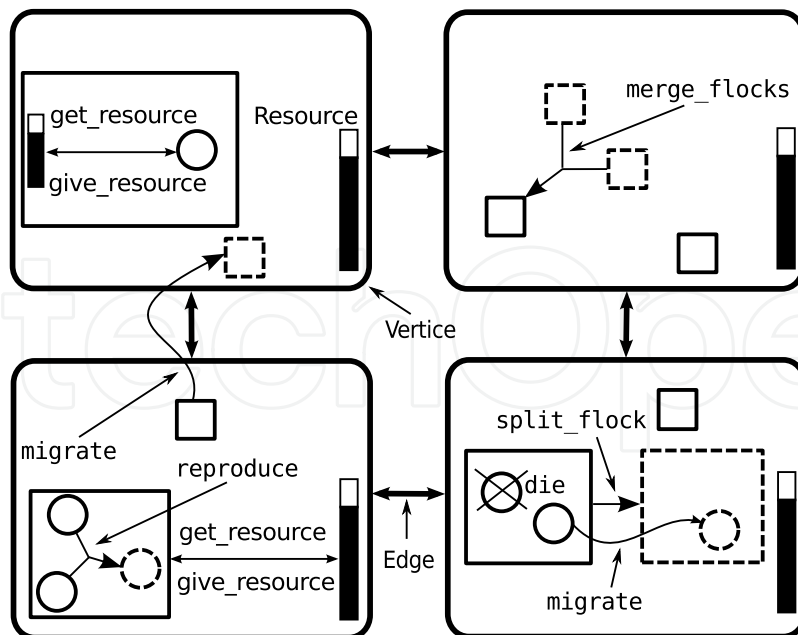 get_resource
Resource
give_resource
merge_flocks
Vertice
migrate
reproduce
get_resource
give_resource
Edge
split_flock
die
migrate